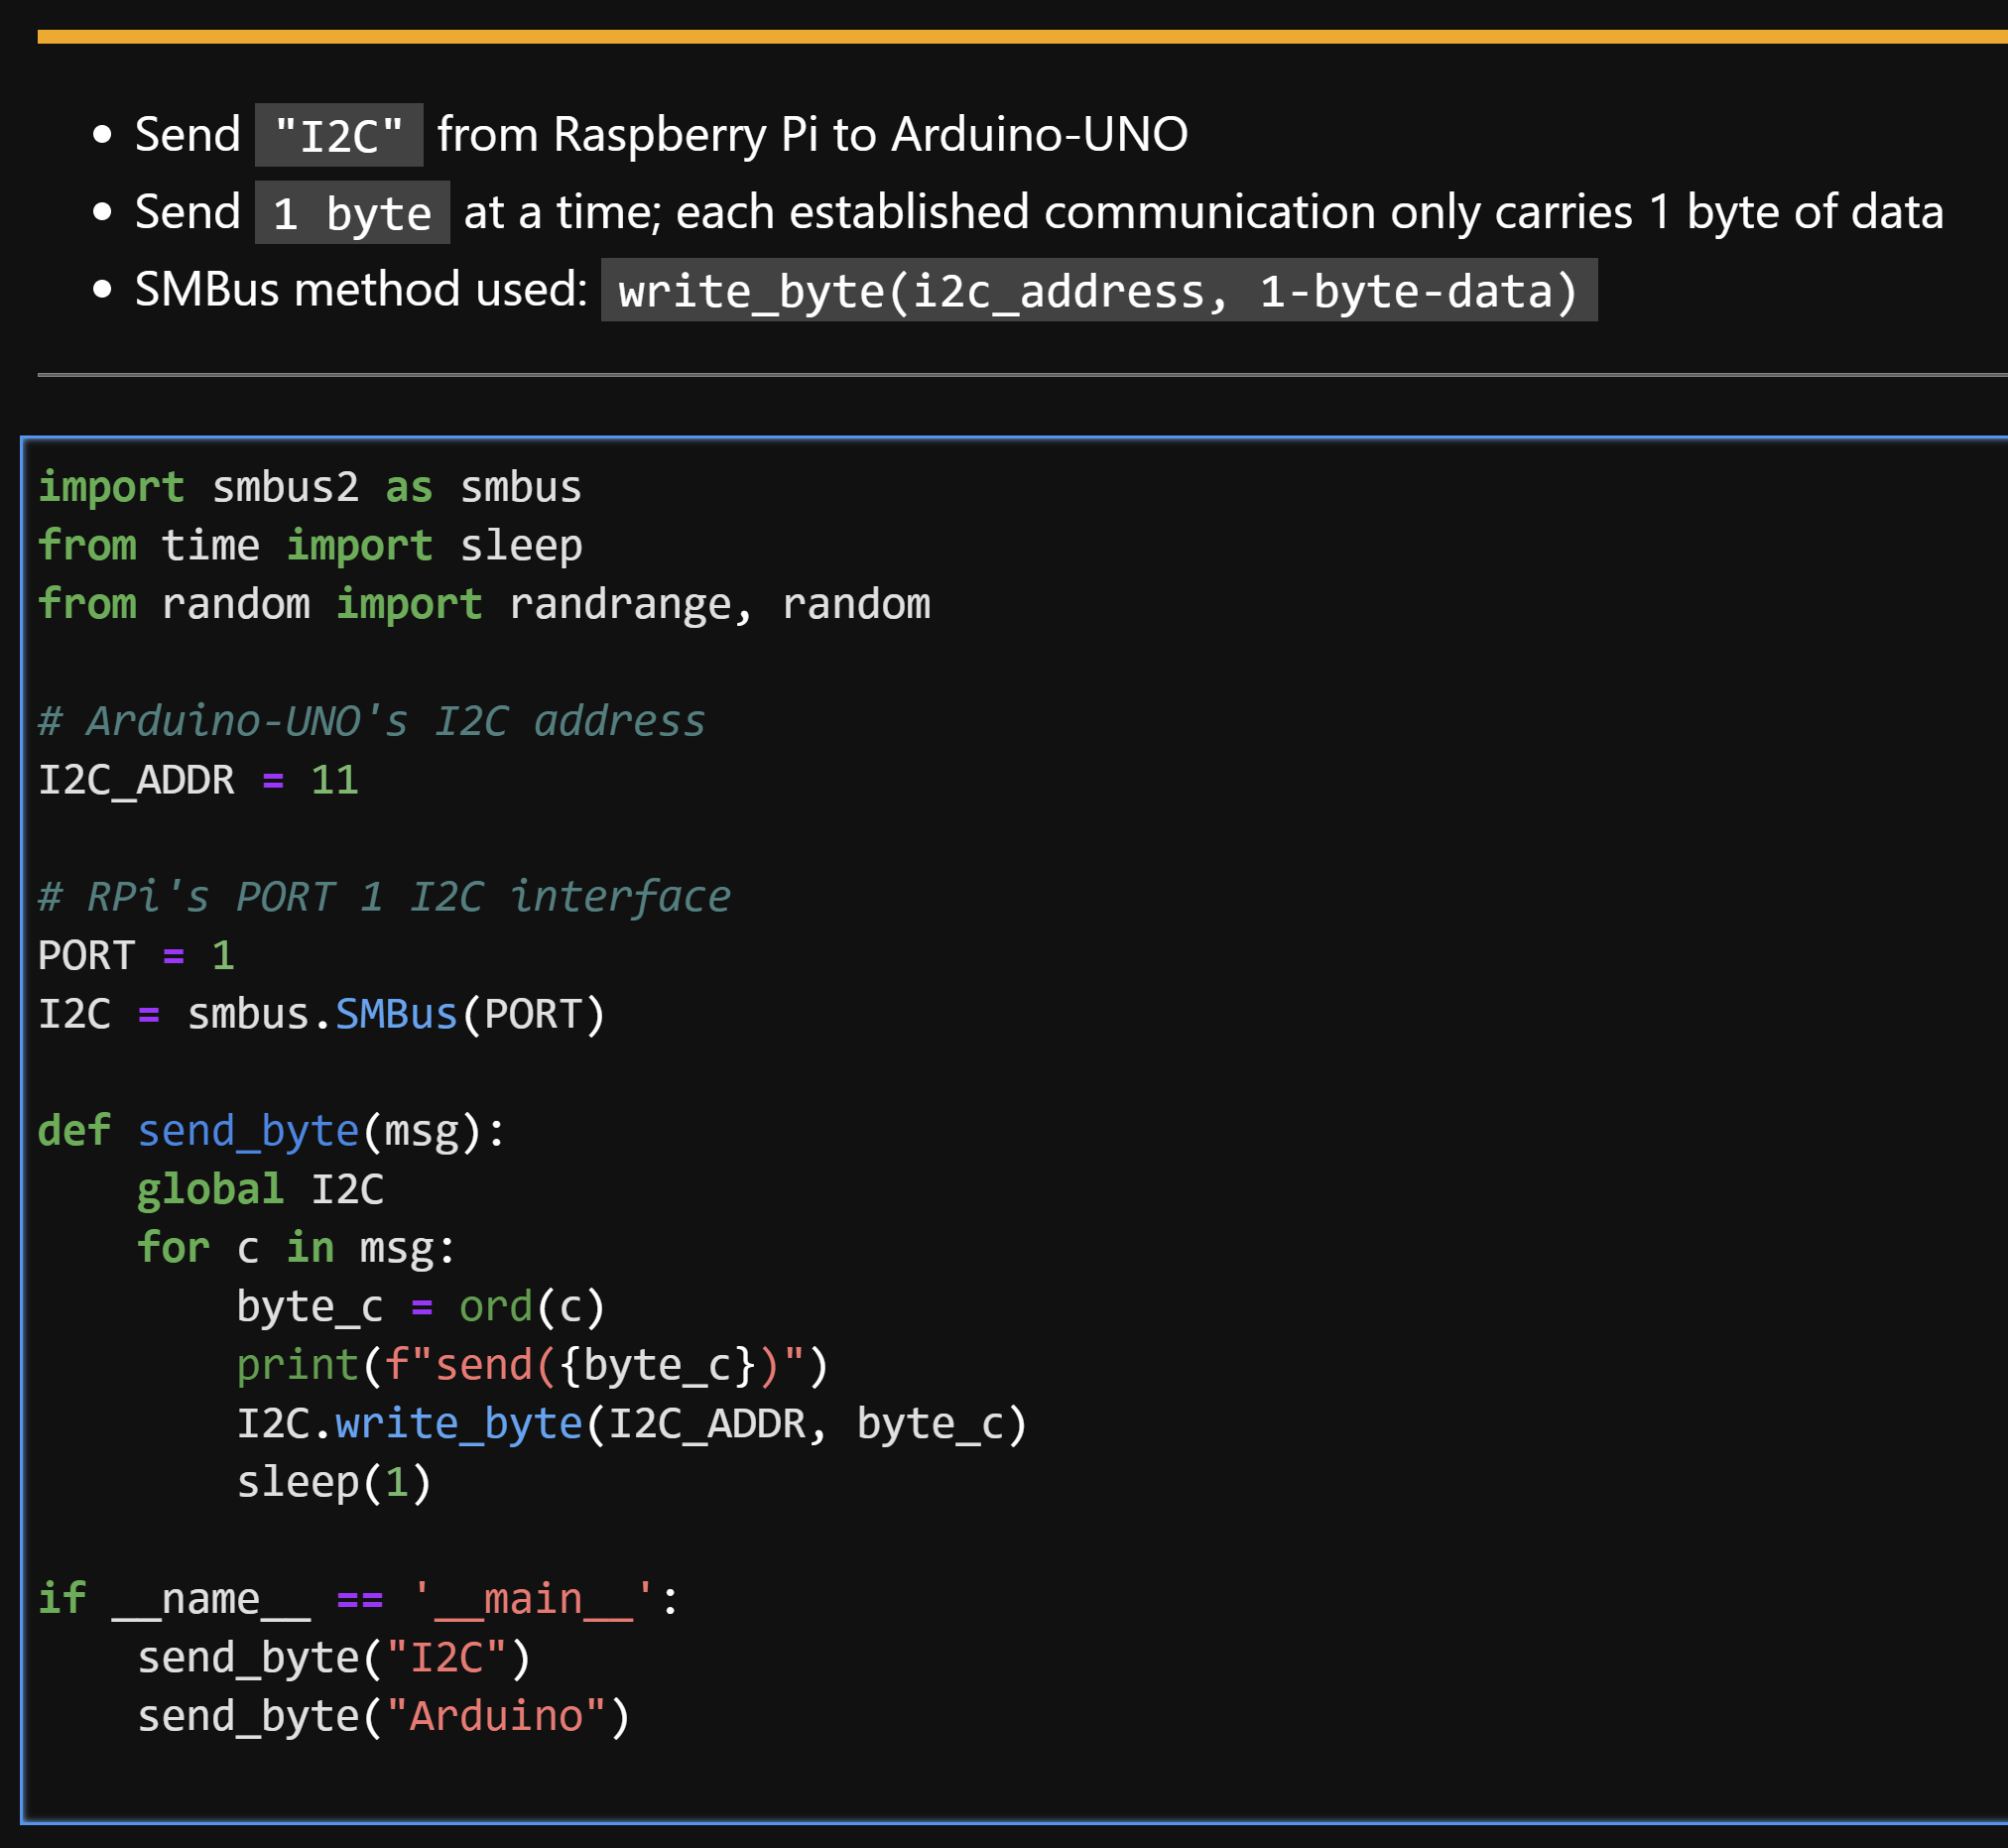 Send "I2C" from Raspberry Pi to Arduino-UNO
Send 1 byte at a time; each established communication only carries 1 byte of data
SMBus method used: write_byte(i2c_address, 1-byte-data)
import smbus2 as smbus
from time import sleep
from random import randrange, random
# Arduino-UNO's I2C address
I2C_ADDR = 11
# RPi's PORT 1 I2C interface
PORT = 1
I2C = smbus.SMBus(PORT)
def send_byte(msg):
    global I2C
    for c in msg:
        byte_c = ord(c)
        print(f"send({byte_c})")
        I2C.write_byte(I2C_ADDR, byte_c)
        sleep(1)
if __name__ == '__main__':
    send_byte("I2C")
    send_byte("Arduino")